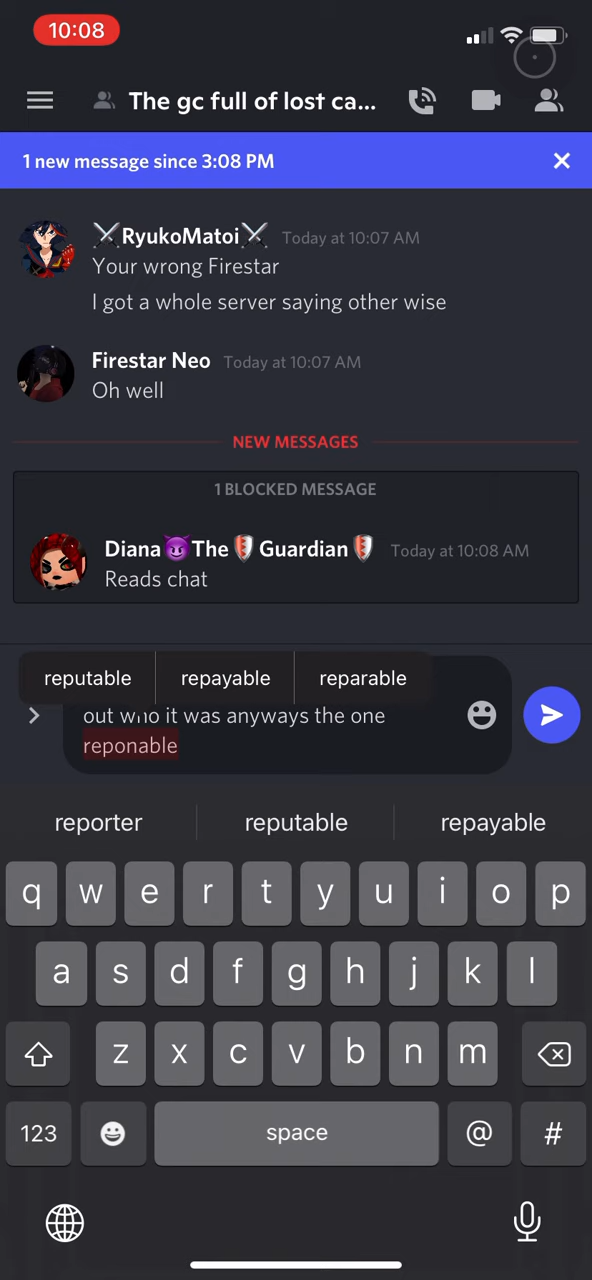 10:08
The gc full of lost ca...
1 new message since 3:08 PM
RyukoMatoi Today at 10:07 AM
Your wrong Firestar
I got a whole server saying other wise
Firestar Neo Today at 10:07 AM
Oh well
NEW MESSAGES
1 BLOCKED MESSAGE
Diana😈The🛡Guardian🛡 Today at 10:08 AM
Reads chat
reputable repayable reparable
out who it was anyways the one
reponable
reporter reputable repayable
q w e r t y u i o p
a s d f g h j k l
z x c v b n m
123 space @ #